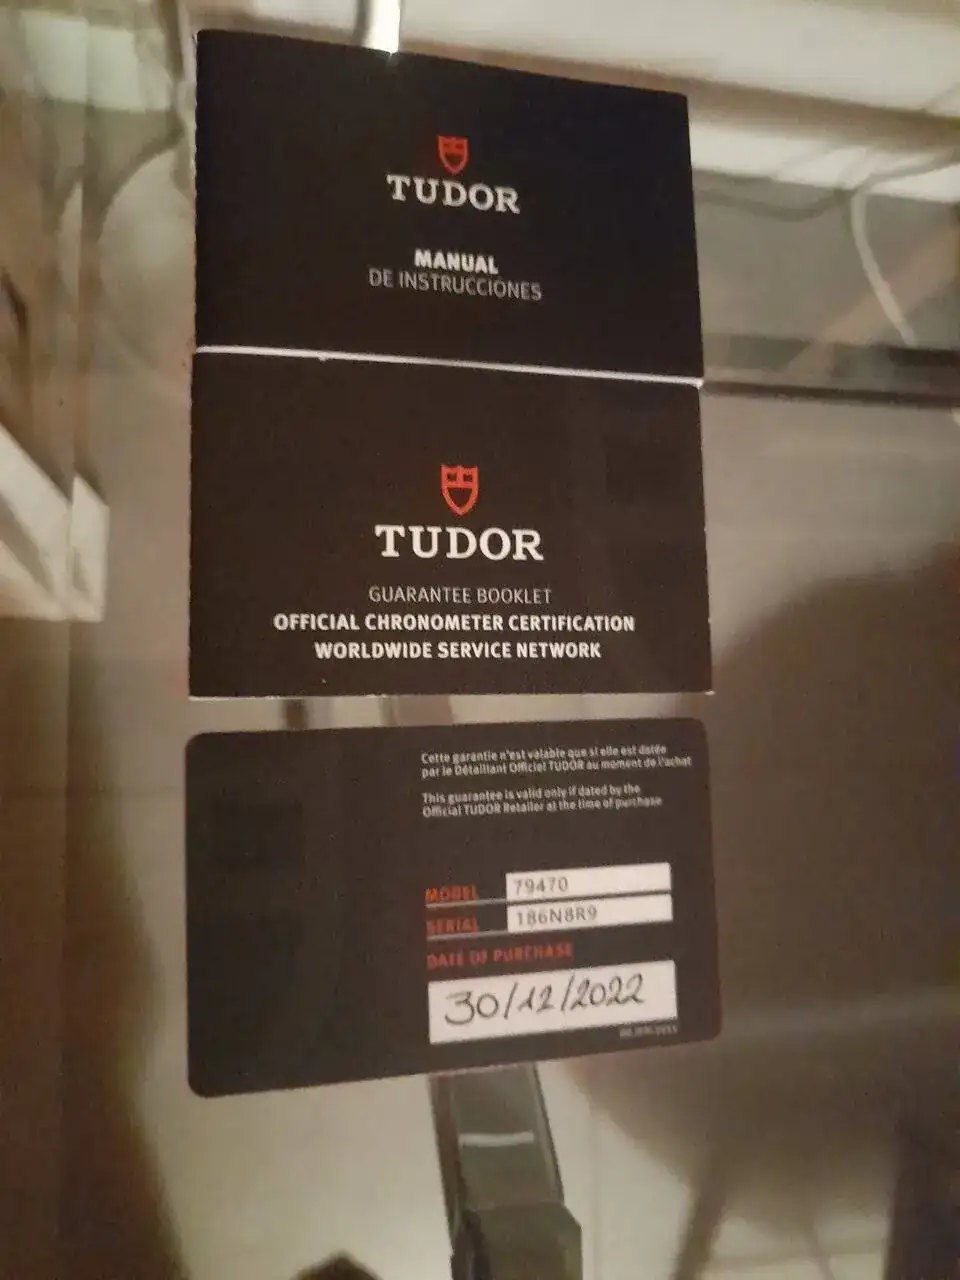 TUDOR
MANUAL
DE INSTRUCCIONES
TUDOR
GUARANTEE BOOKLET
OFFICIAL CHRONOMETER CERTIFICATION
WORLDWIDE SERVICE NETWORK
Cette garantie n'est valable que si elle est datée
par le Détaillant Officiel TUDOR au moment de l'achat
This guarantee is valid only if dated by the
Official TUDOR Retailer at the time of purchase
MODEL 79470
SERIAL 186N8R9
DATE OF PURCHASE
30/12/2022